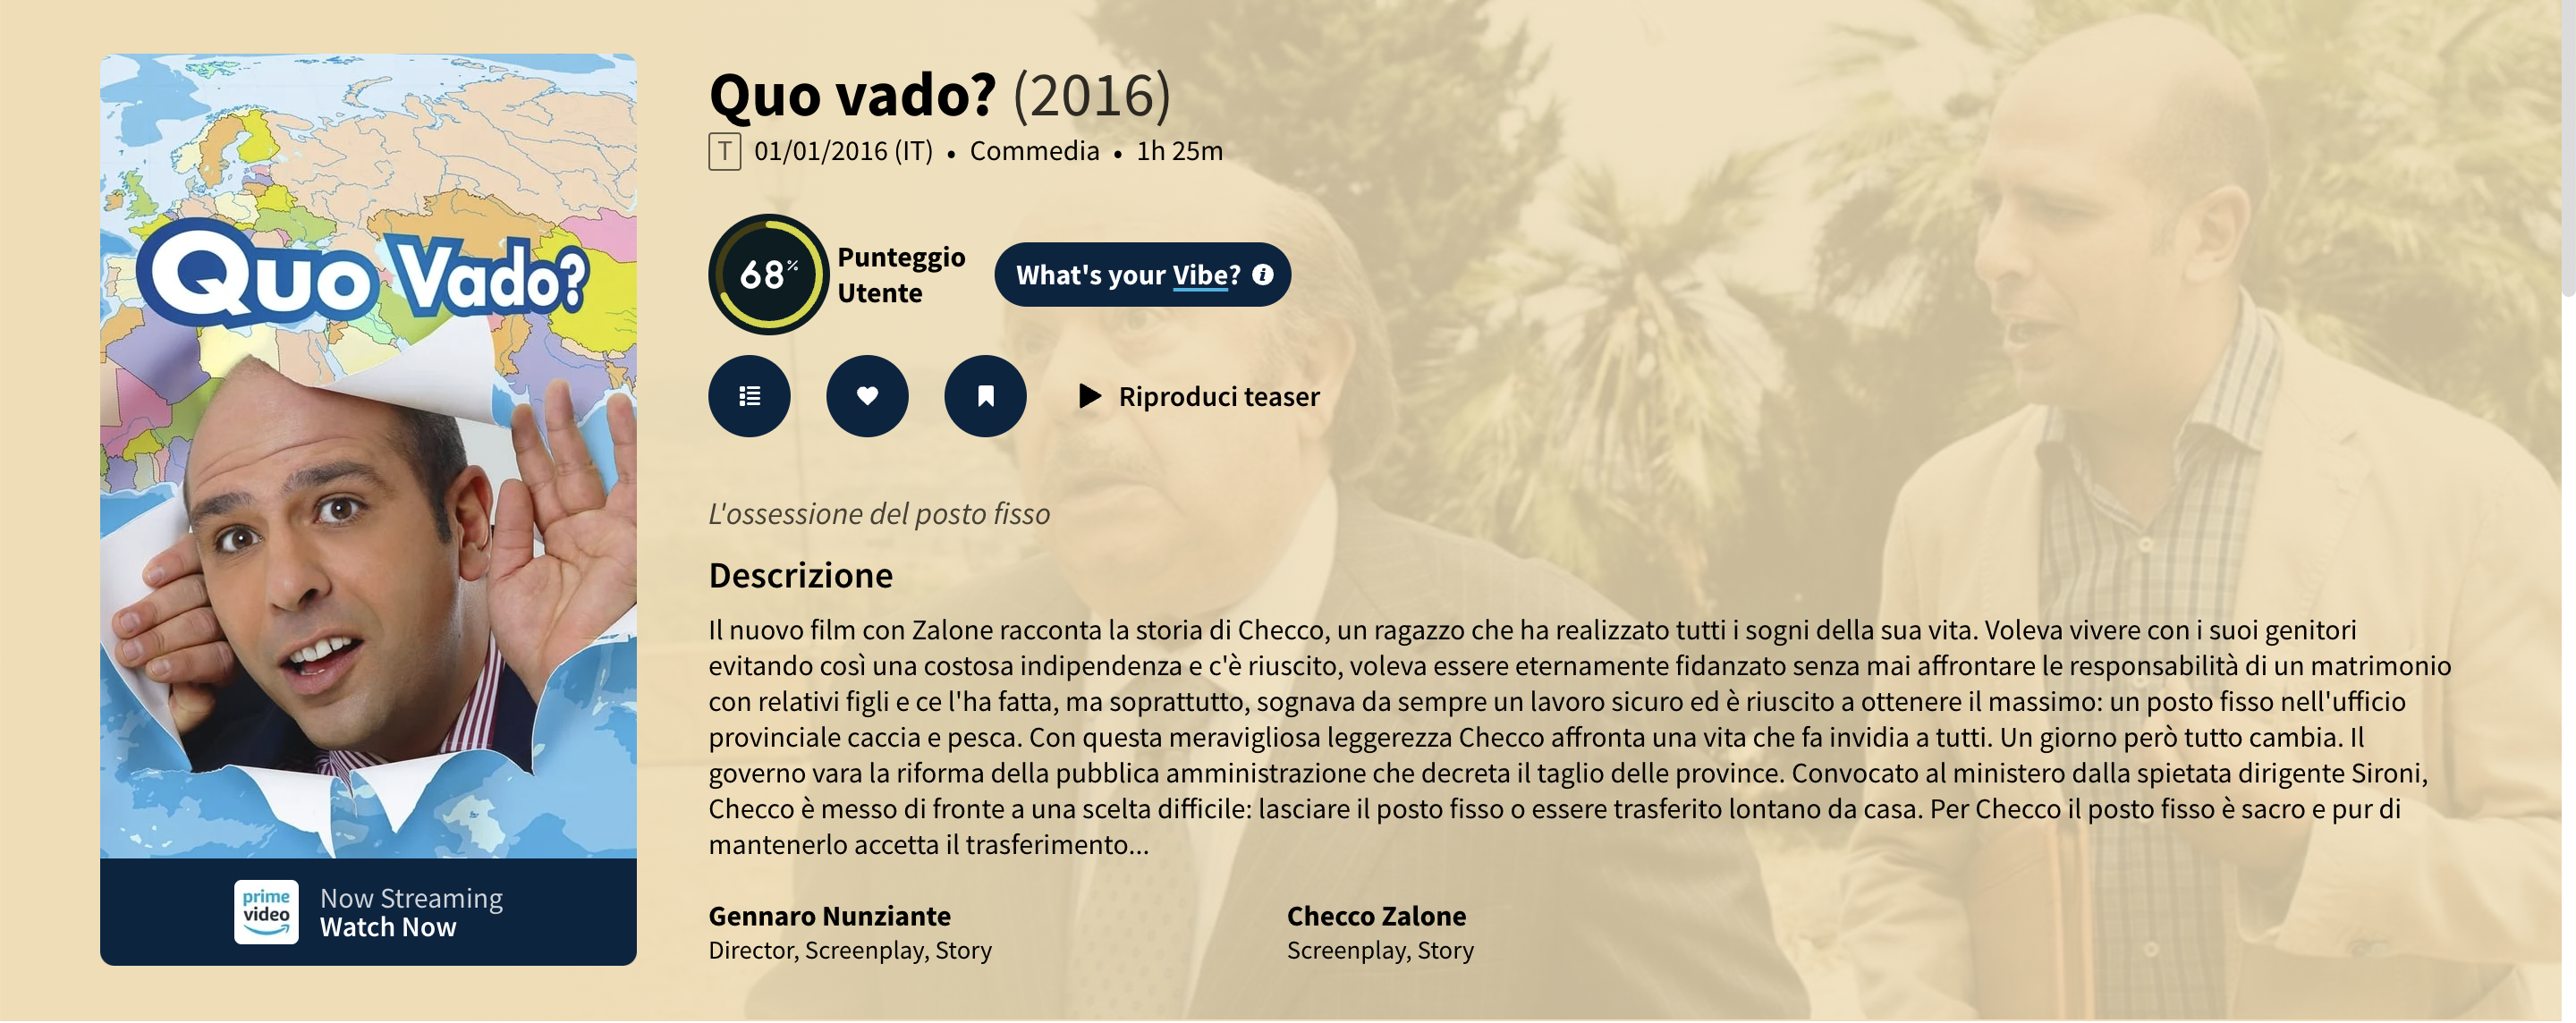 Quo Vado?
prime video
Now Streaming
Watch Now
Quo vado? (2016)
T 01/01/2016 (IT) • Commedia • 1h 25m
68%
Punteggio
Utente
What's your Vibe?
Riproduci teaser
L'ossessione del posto fisso
Descrizione
Il nuovo film con Zalone racconta la storia di Checco, un ragazzo che ha realizzato tutti i sogni della sua vita. Voleva vivere con i suoi genitori
evitando così una costosa indipendenza e c'è riuscito, voleva essere eternamente fidanzato senza mai affrontare le responsabilità di un matrimonio
con relativi figli e ce l'ha fatta, ma soprattutto, sognava da sempre un lavoro sicuro ed è riuscito a ottenere il massimo: un posto fisso nell'ufficio
provinciale caccia e pesca. Con questa meravigliosa leggerezza Checco affronta una vita che fa invidia a tutti. Un giorno però tutto cambia. Il
governo vara la riforma della pubblica amministrazione che decreta il taglio delle province. Convocato al ministero dalla spietata dirigente Sironi,
Checco è messo di fronte a una scelta difficile: lasciare il posto fisso o essere trasferito lontano da casa. Per Checco il posto fisso è sacro e pur di
mantenerlo accetta il trasferimento...
Gennaro Nunziante
Director, Screenplay, Story
Checco Zalone
Screenplay, Story